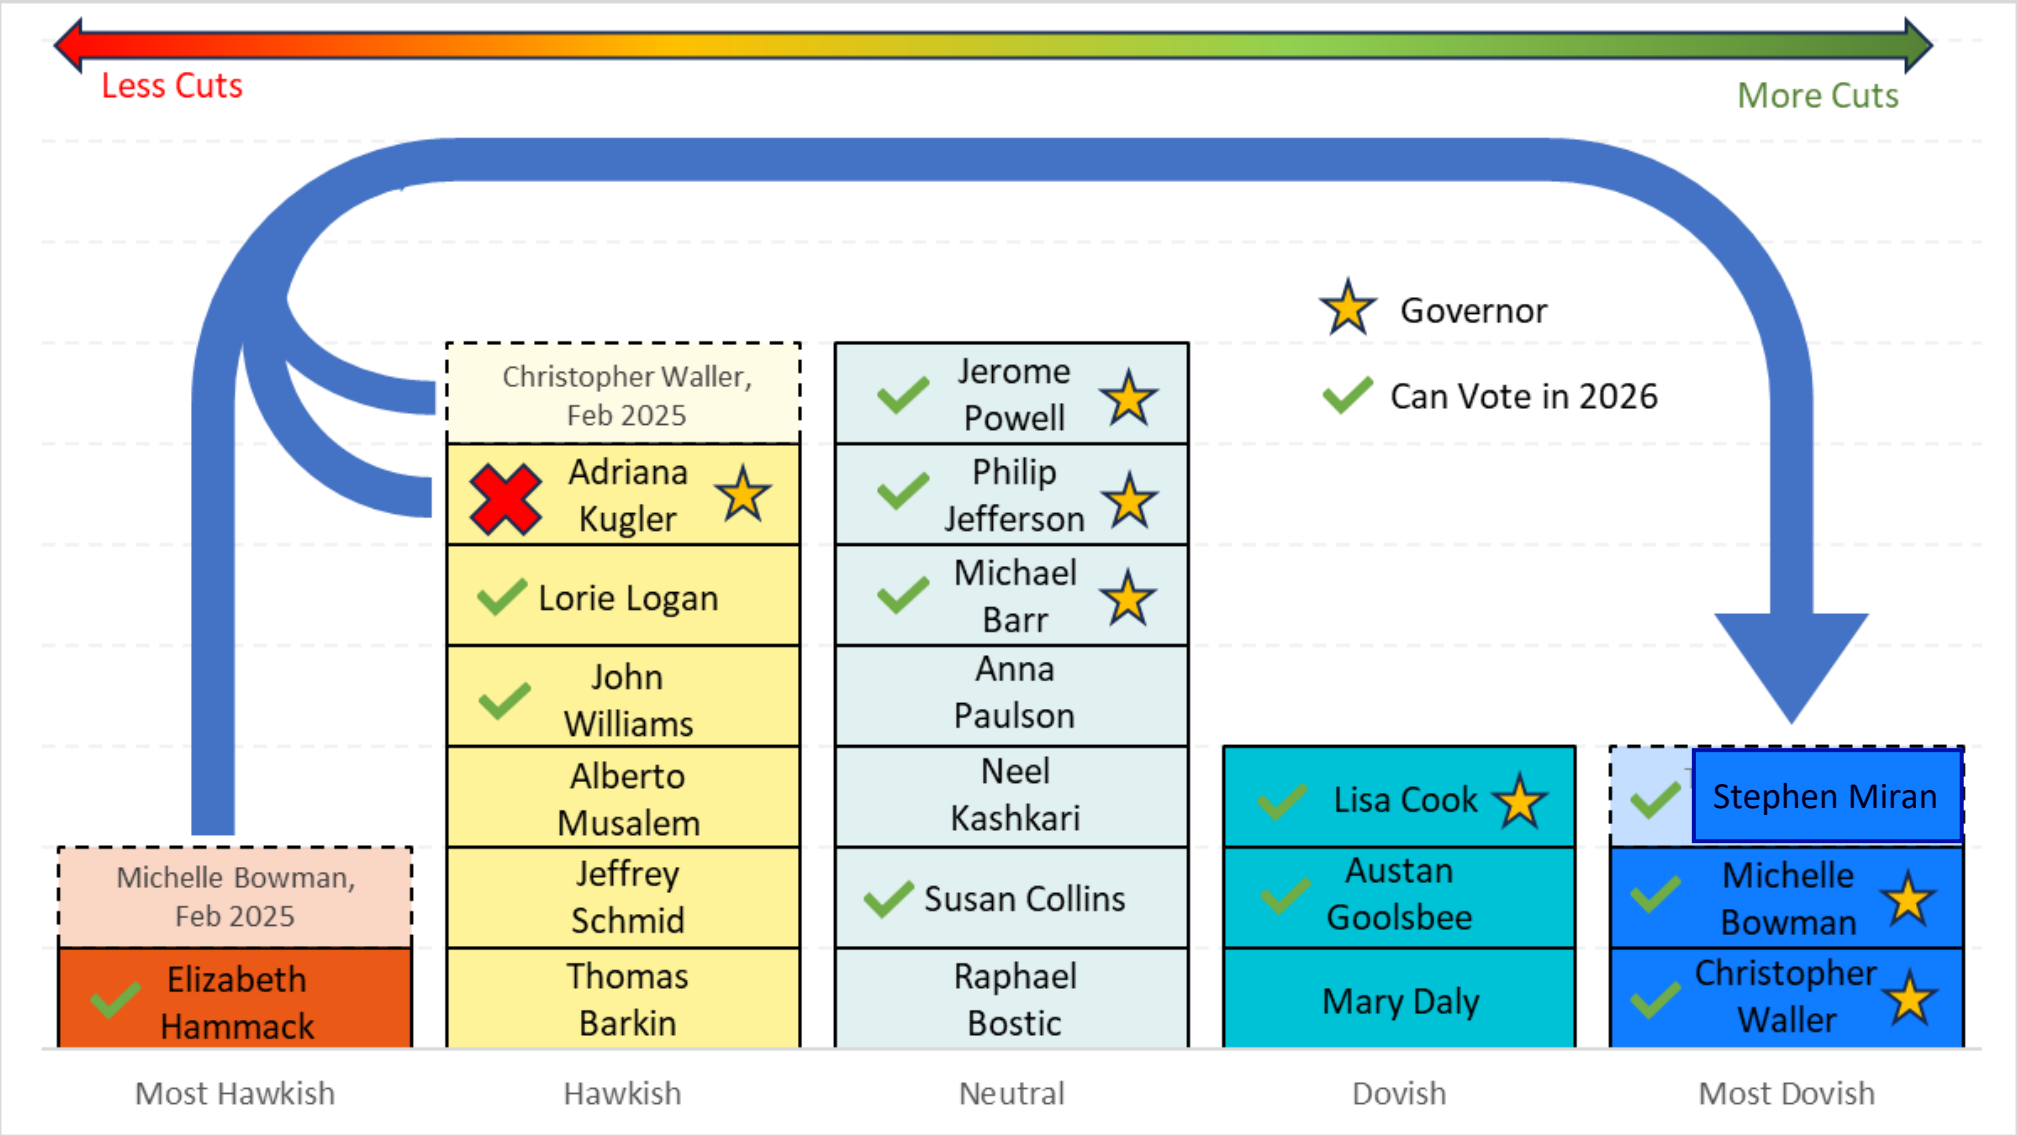 Less Cuts
More Cuts
Governor
Can Vote in 2026
Michelle Bowman,
Feb 2025
Elizabeth
Hammack
Most Hawkish
Christopher Waller,
Feb 2025
Adriana
Kugler
Lorie Logan
John
Williams
Alberto
Musalem
Jeffrey
Schmid
Thomas
Barkin
Hawkish
Jerome
Powell
Philip
Jefferson
Michael
Barr
Anna
Paulson
Neel
Kashkari
Susan Collins
Raphael
Bostic
Neutral
Lisa Cook
Austan
Goolsbee
Mary Daly
Dovish
Stephen Miran
Michelle
Bowman
Christopher
Waller
Most Dovish